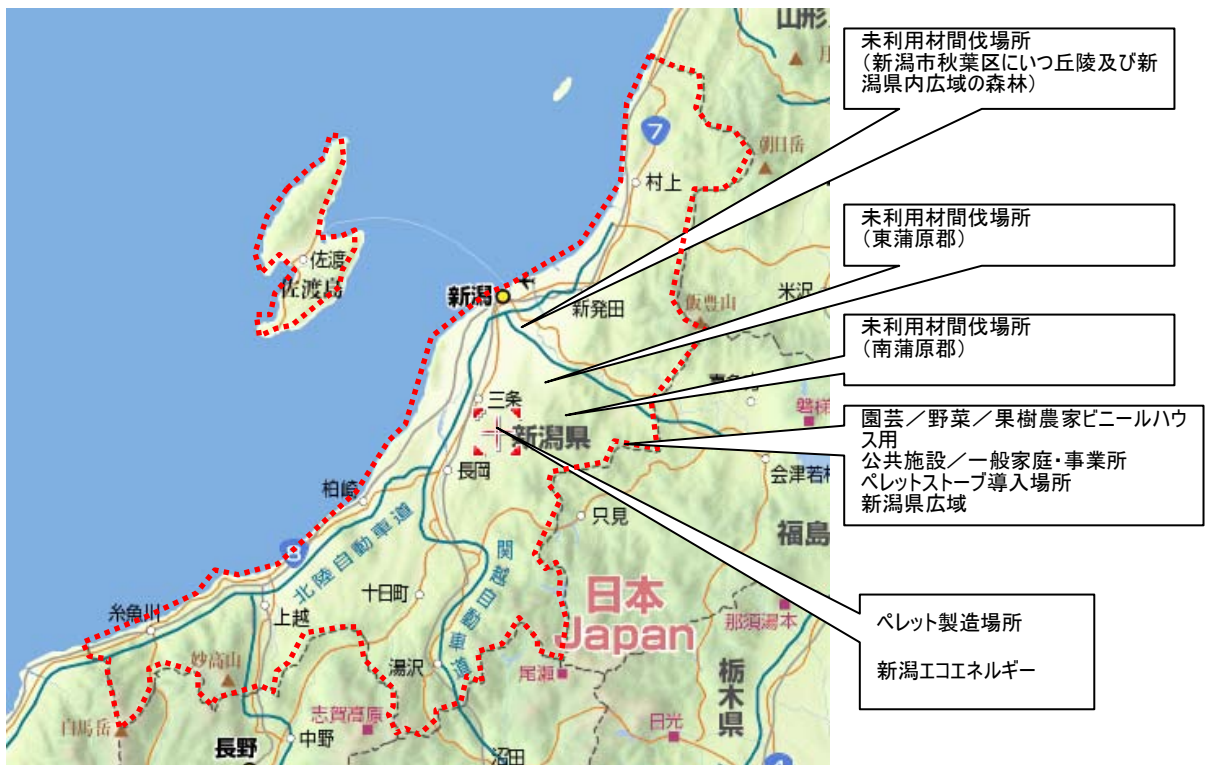 未利用材間伐場所
（新潟市秋葉区にいつ丘陵及び新
潟県内広域の森林）
未利用材間伐場所
（東蒲原郡）
未利用材間伐場所
（南蒲原郡）
園芸／野菜／果樹農家ビニールハウ
ス用
公共施設／一般家庭・事業所
ペレットストーブ導入場所
新潟県広域
ペレット製造場所
新潟エコエネルギー
7
朝日岳
村上
佐渡
佐渡島
新潟
新発田
飯豊山
米沢
三条
新潟県
磐梯
長岡
会津若松
柏崎
只見
福島
北陸自動車道
関越自動車道
十日町
日本
Japan
那須湯本
糸魚川
上越
妙高山
湯沢
尾瀬
栃木県
白馬岳
志賀高原
日光
長野
中野
沼田
4